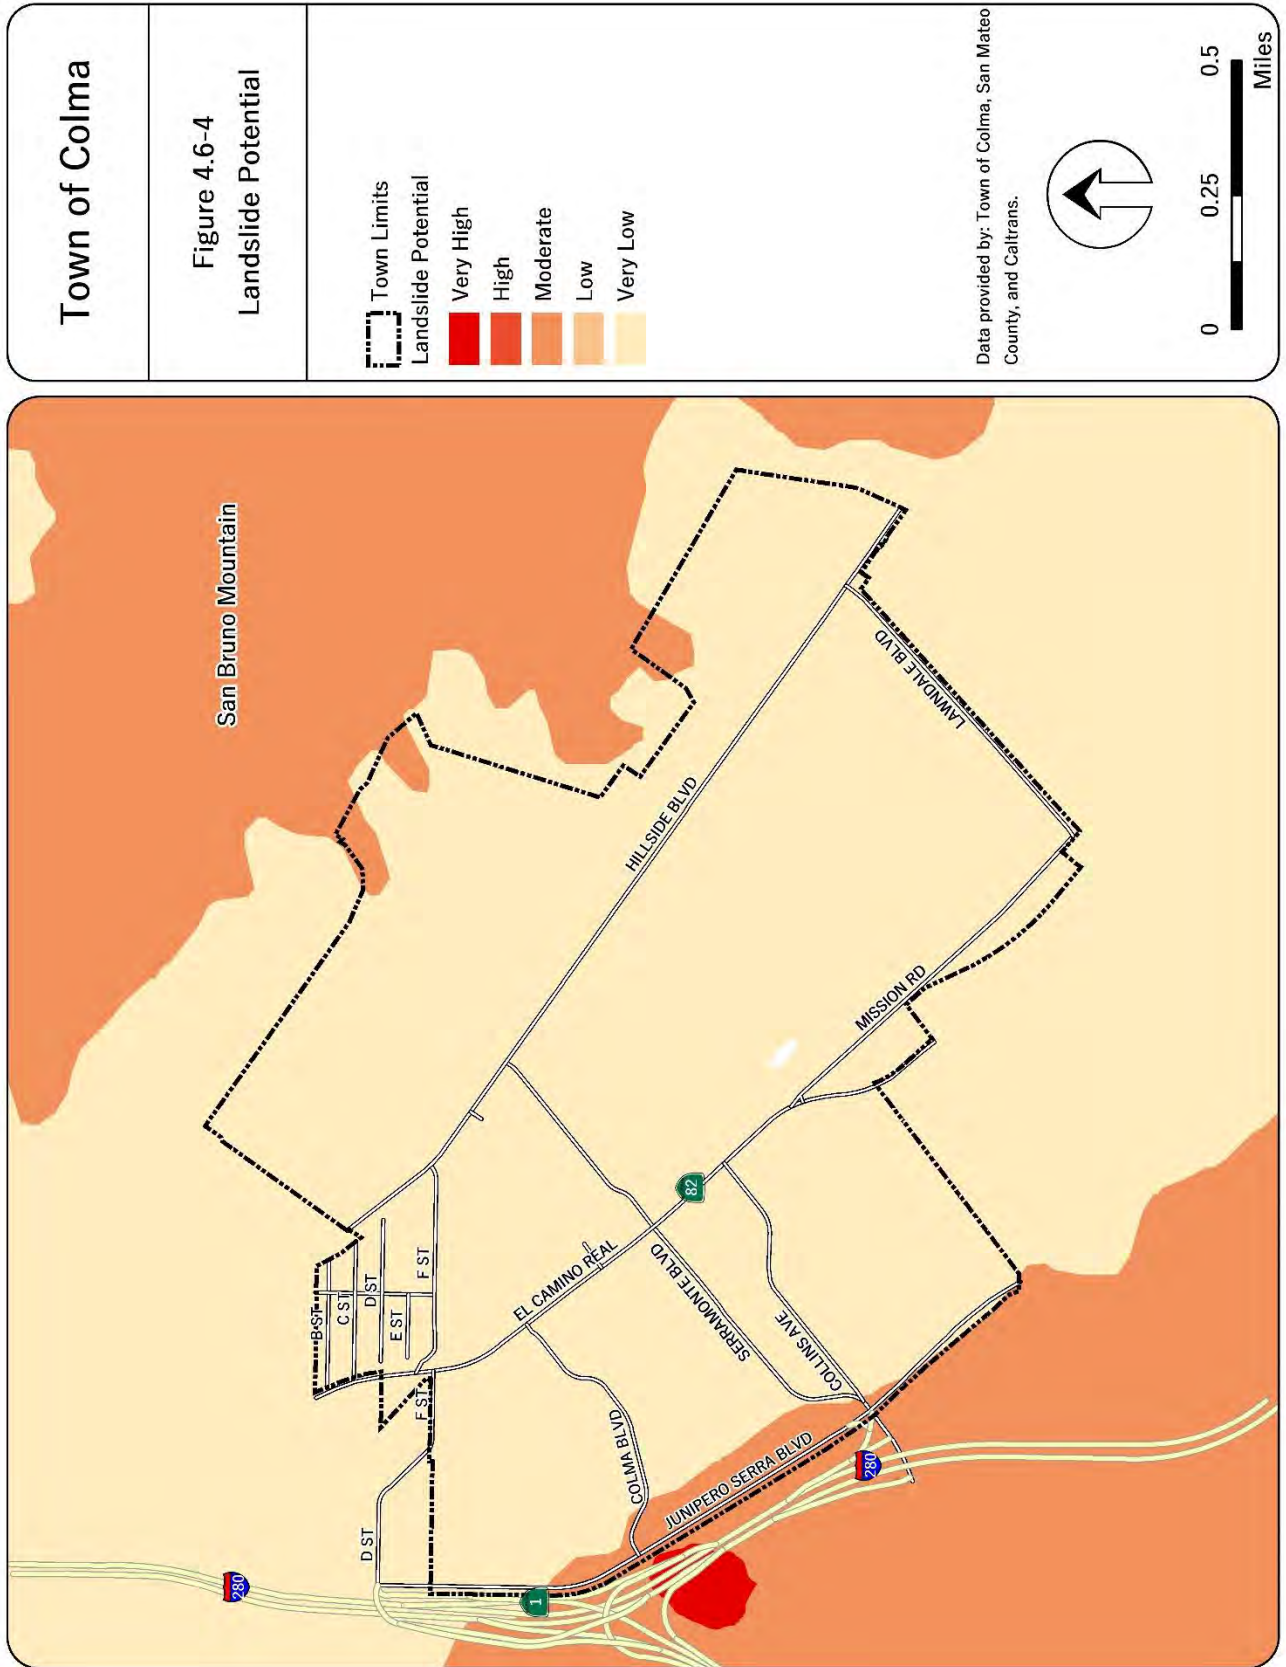 Town of Colma
Figure 4.6-4
Landslide Potential
Town Limits
Landslide Potential
Very High
High
Moderate
Low
Very Low
Data provided by: Town of Colma, San Mateo
County, and Caltrans.
0 0.25 0.5
Miles
San Bruno Mountain
280
D ST
B ST
C ST
D ST
E ST
F ST
F ST
1
EL CAMINO REAL
HILLSIDE BLVD
COLMA BLVD
SERRAMONTE BLVD
82
JUNIPERO SERRA BLVD
COLLINS AVE
280
MISSION RD
LAWNDALE BLVD